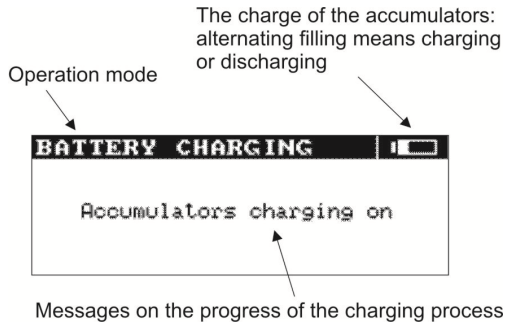 The charge of the accumulators:
alternating filling means charging
or discharging
Operation mode
BATTERY CHARGING
Accumulators charging on
Messages on the progress of the charging process